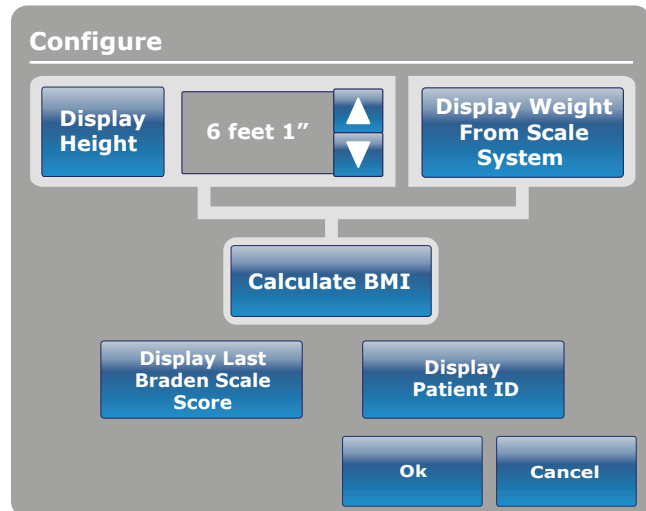 Configure
Display
Height
6 feet 1”
Display Weight
From Scale
System
Calculate BMI
Display Last
Braden Scale
Score
Display
Patient ID
Ok
Cancel